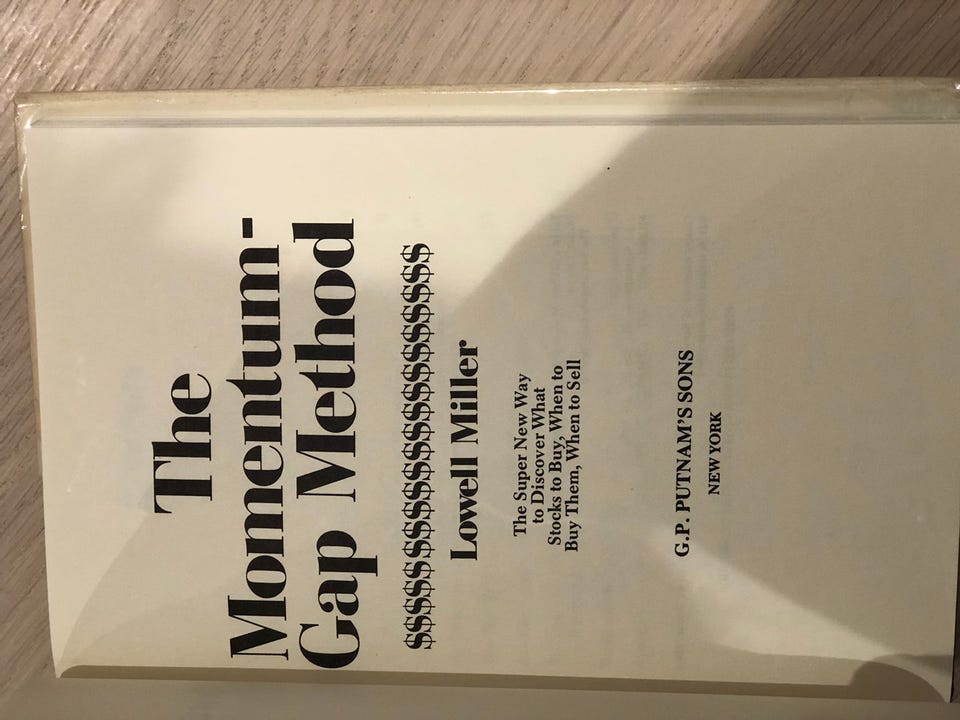 The
Momentum-
Gap Method
$$$$$$$$$$$$$$$$$$$$$$$
Lowell Miller
The Super New Way
to Discover What
Stocks to Buy, When to
Buy Them, When to Sell
G.P. PUTNAM'S SONS
NEW YORK